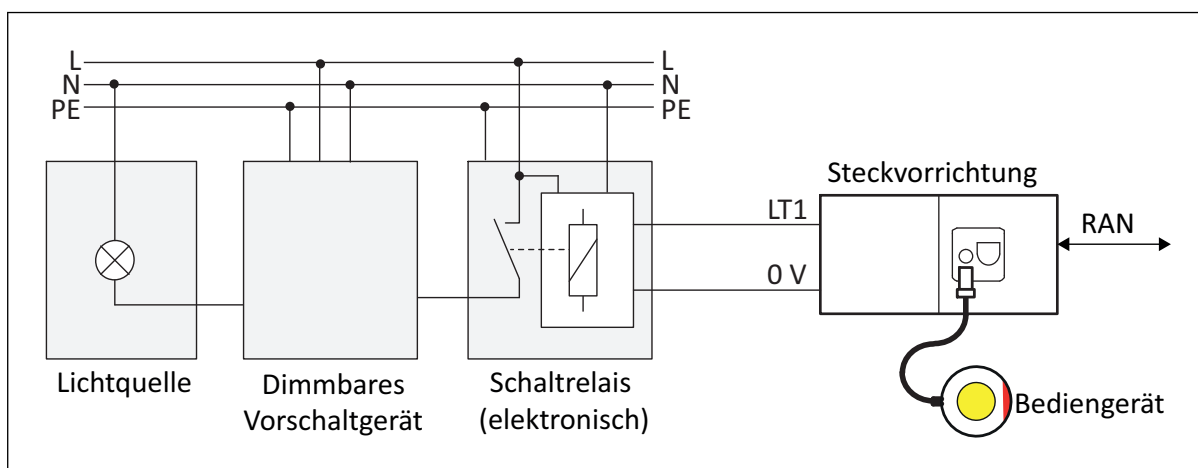 L
L
N
N
PE
PE
Steckvorrichtung
LT1
RAN
0 V
Lichtquelle
Dimmbares
Vorschaltgerät
Schaltrelais
(elektronisch)
Bediengerät